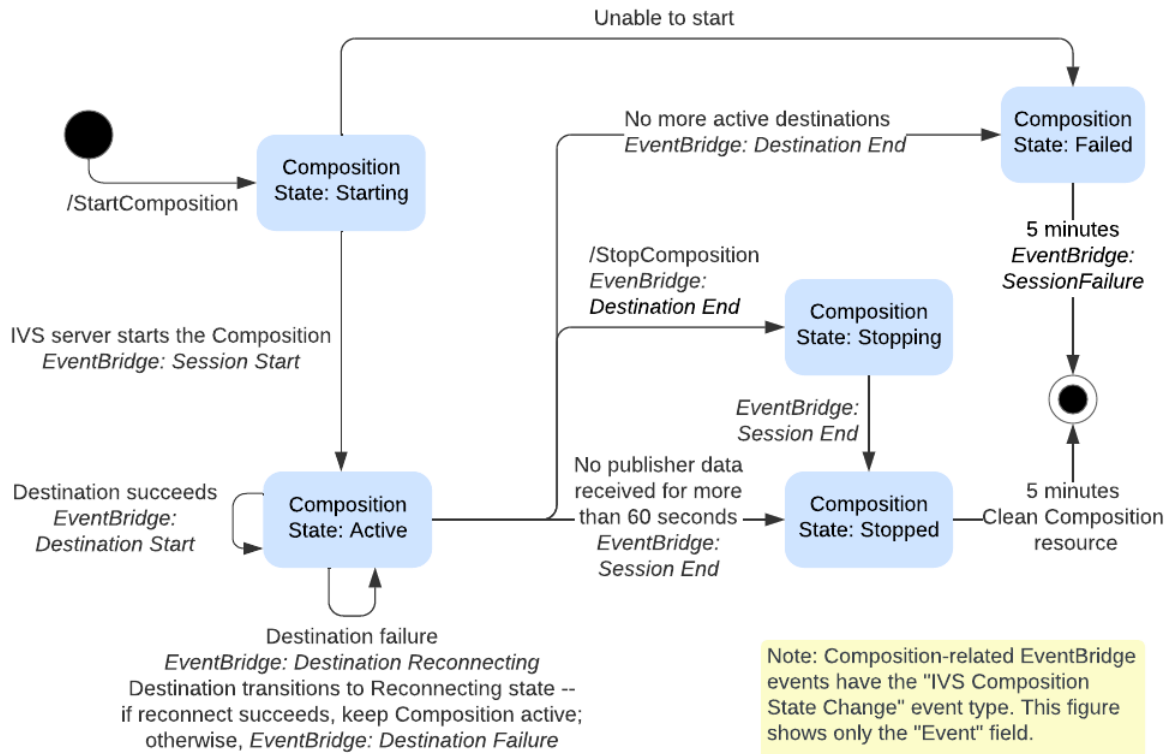 Unable to start
Composition
State: Failed
No more active destinations
EventBridge: Destination End
Composition
State: Starting
/StartComposition
5 minutes
EventBridge:
SessionFailure
/StopComposition
EvenBridge:
Destination End
Composition
State: Stopping
IVS server starts the Composition
EventBridge: Session Start
EventBridge:
Session End
No publisher data
received for more
than 60 seconds
EventBridge:
Session End
Destination succeeds
EventBridge:
Destination Start
Composition
State: Active
Composition
State: Stopped
5 minutes
Clean Composition
resource
Destination failure
EventBridge: Destination Reconnecting
Destination transitions to Reconnecting state --
if reconnect succeeds, keep Composition active;
otherwise, EventBridge: Destination Failure
Note: Composition-related EventBridge
events have the "IVS Composition
State Change" event type. This figure
shows only the "Event" field.